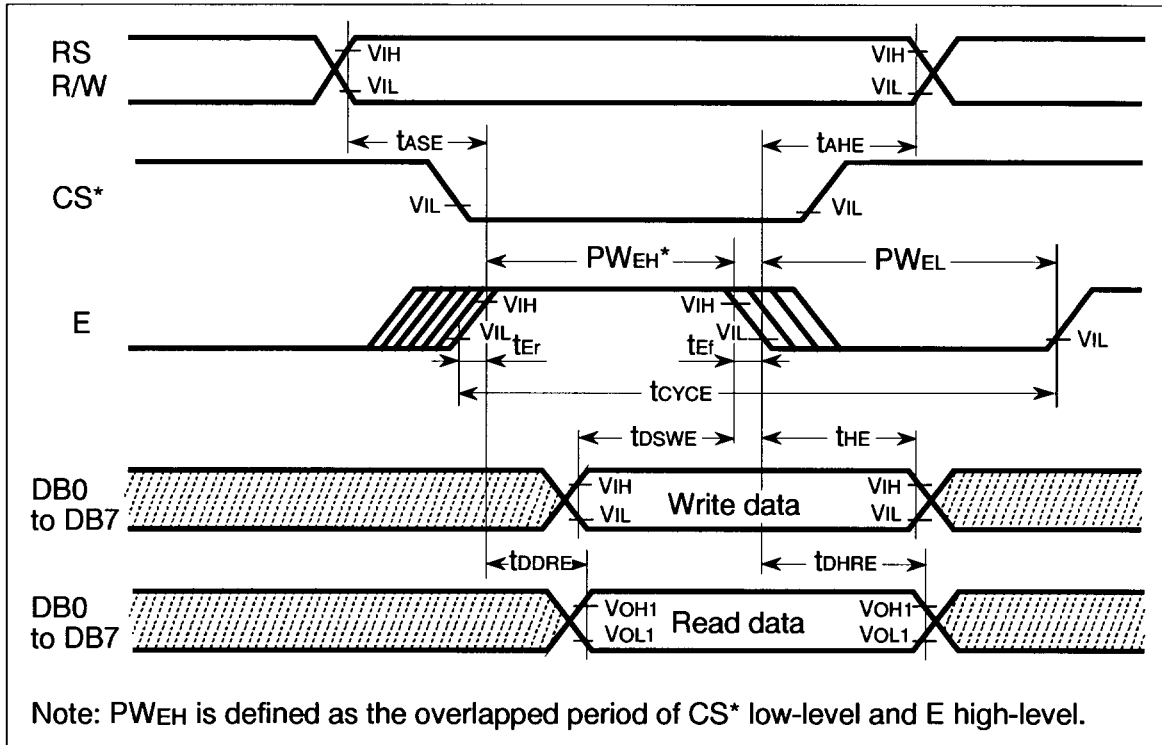 RS
R/W
VIH
VIL
VIH
VIL
tASE
tAHE
CS*
VIL
VIL
PWEH*
PWEL
E
VIH
VIL
VIH
VIL
VIL
tEr
tEf
tCYCE
tDSWE
tHE
DB0
to DB7
VIH
VIL
Write data
VIH
VIL
tDDRE
tDHRE
DB0
to DB7
VOH1
VOL1
Read data
VOH1
VOL1
Note: PWEH is defined as the overlapped period of CS* low-level and E high-level.